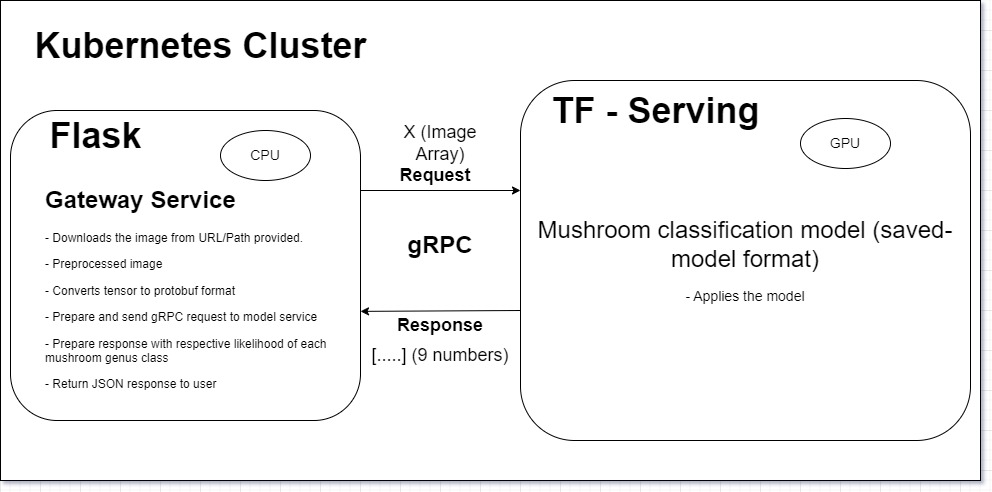 Kubernetes Cluster
Flask
CPU
Gateway Service
- Downloads the image from URL/Path provided.
- Preprocessed image
- Converts tensor to protobuf format
- Prepare and send gRPC request to model service
- Prepare response with respective likelihood of each
mushroom genus class
- Return JSON response to user
X (Image
Array)
Request
gRPC
Response
[.....] (9 numbers)
TF - Serving
GPU
Mushroom classification model (saved-
model format)
- Applies the model